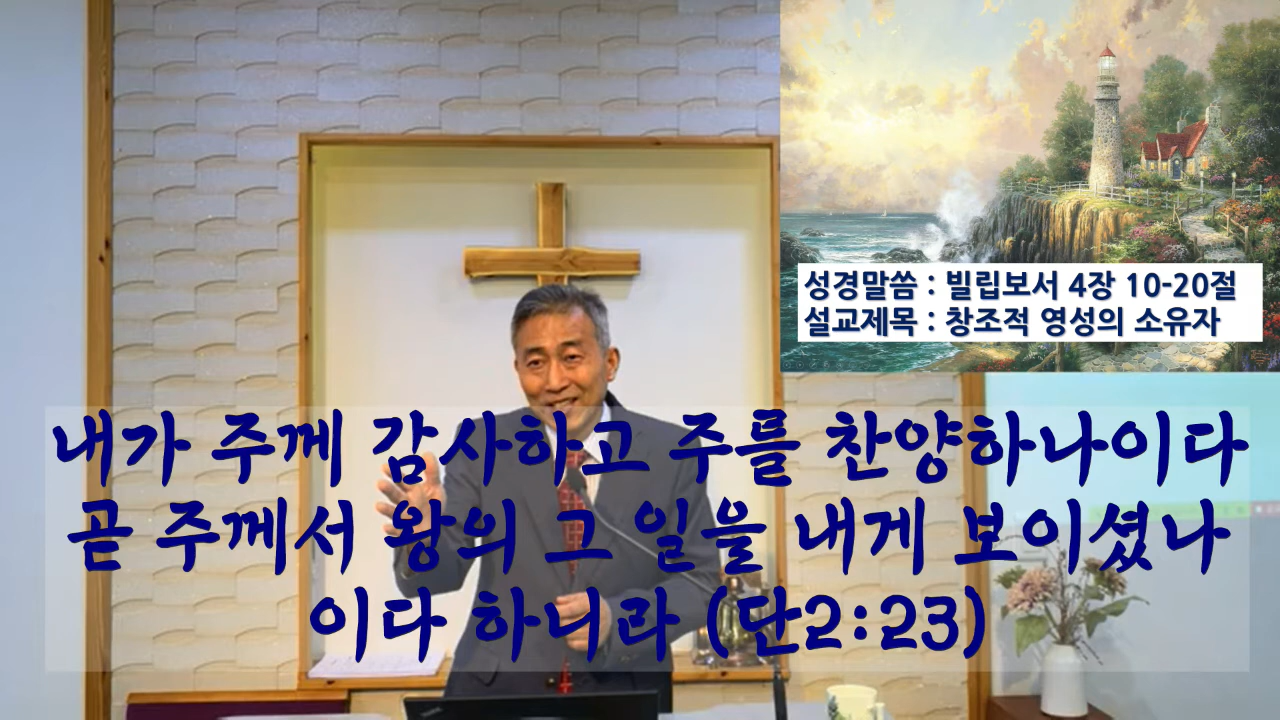 성경말씀 : 빌립보서 4장 10-20절
설교제목 : 창조적 영성의 소유자
내가 주께 감사하고 주를 찬양하나이다
곧 주께서 왕의 그 일을 내게 보이셨나
이다 하니라 (단2:23)